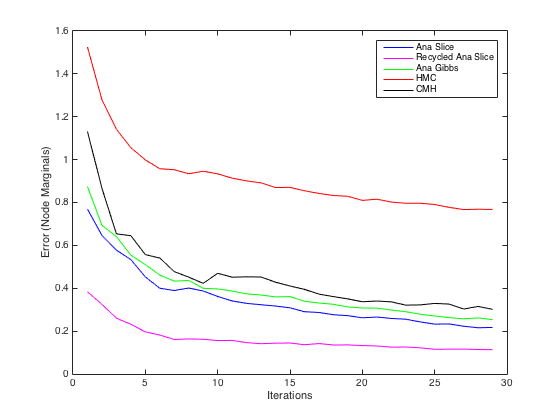 1.6
1.4
1.2
1
0.8
0.6
0.4
0.2
0
Error (Node Marginals)
Ana Slice
Recycled Ana Slice
Ana Gibbs
HMC
CMH
0 5 10 15 20 25 30
Iterations